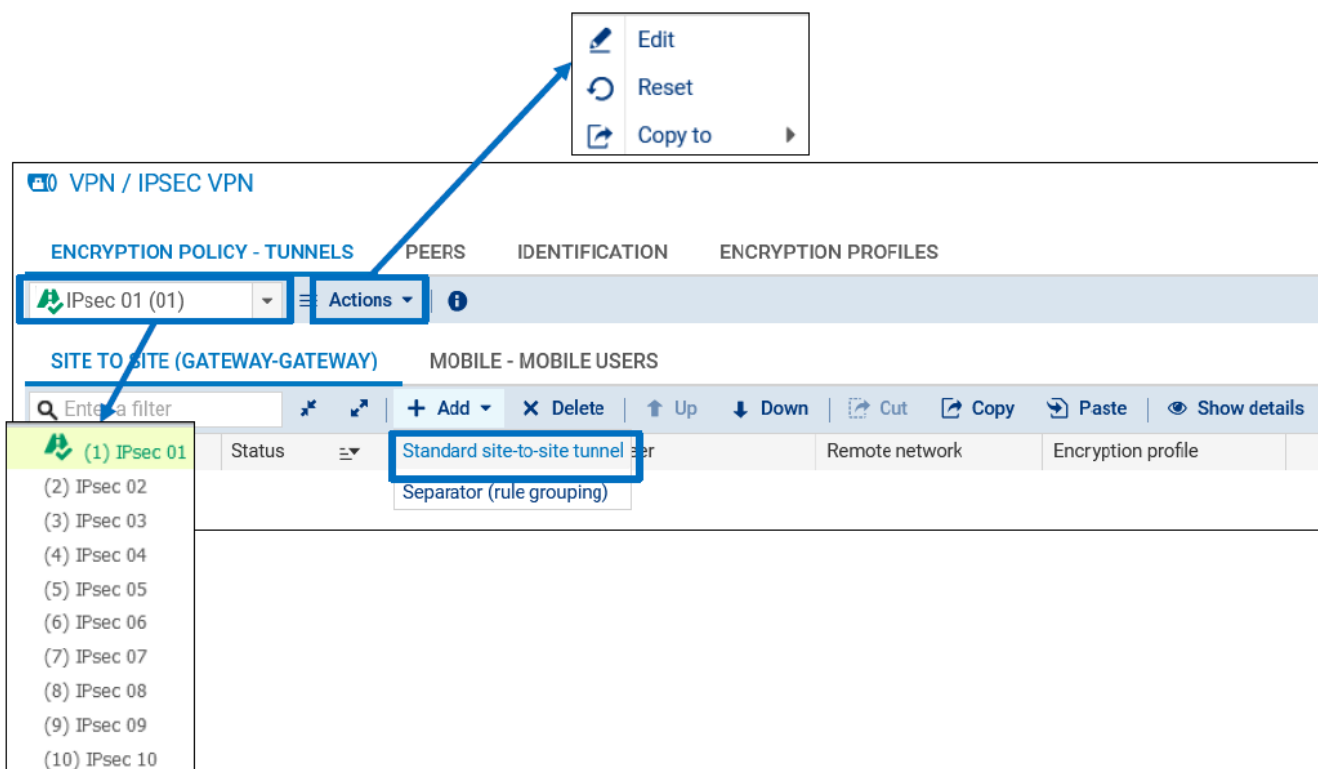 Edit
Reset
Copy to
VPN / IPSEC VPN
ENCRYPTION POLICY - TUNNELS PEERS IDENTIFICATION ENCRYPTION PROFILES
IPsec 01 (01) Actions
SITE TO SITE (GATEWAY-GATEWAY) MOBILE - MOBILE USERS
Enter a filter + Add Delete Up Down Cut Copy Paste Show details
(1) IPsec 01 Status Standard site-to-site tunnel Remote network Encryption profile
(2) IPsec 02 Separator (rule grouping)
(3) IPsec 03
(4) IPsec 04
(5) IPsec 05
(6) IPsec 06
(7) IPsec 07
(8) IPsec 08
(9) IPsec 09
(10) IPsec 10